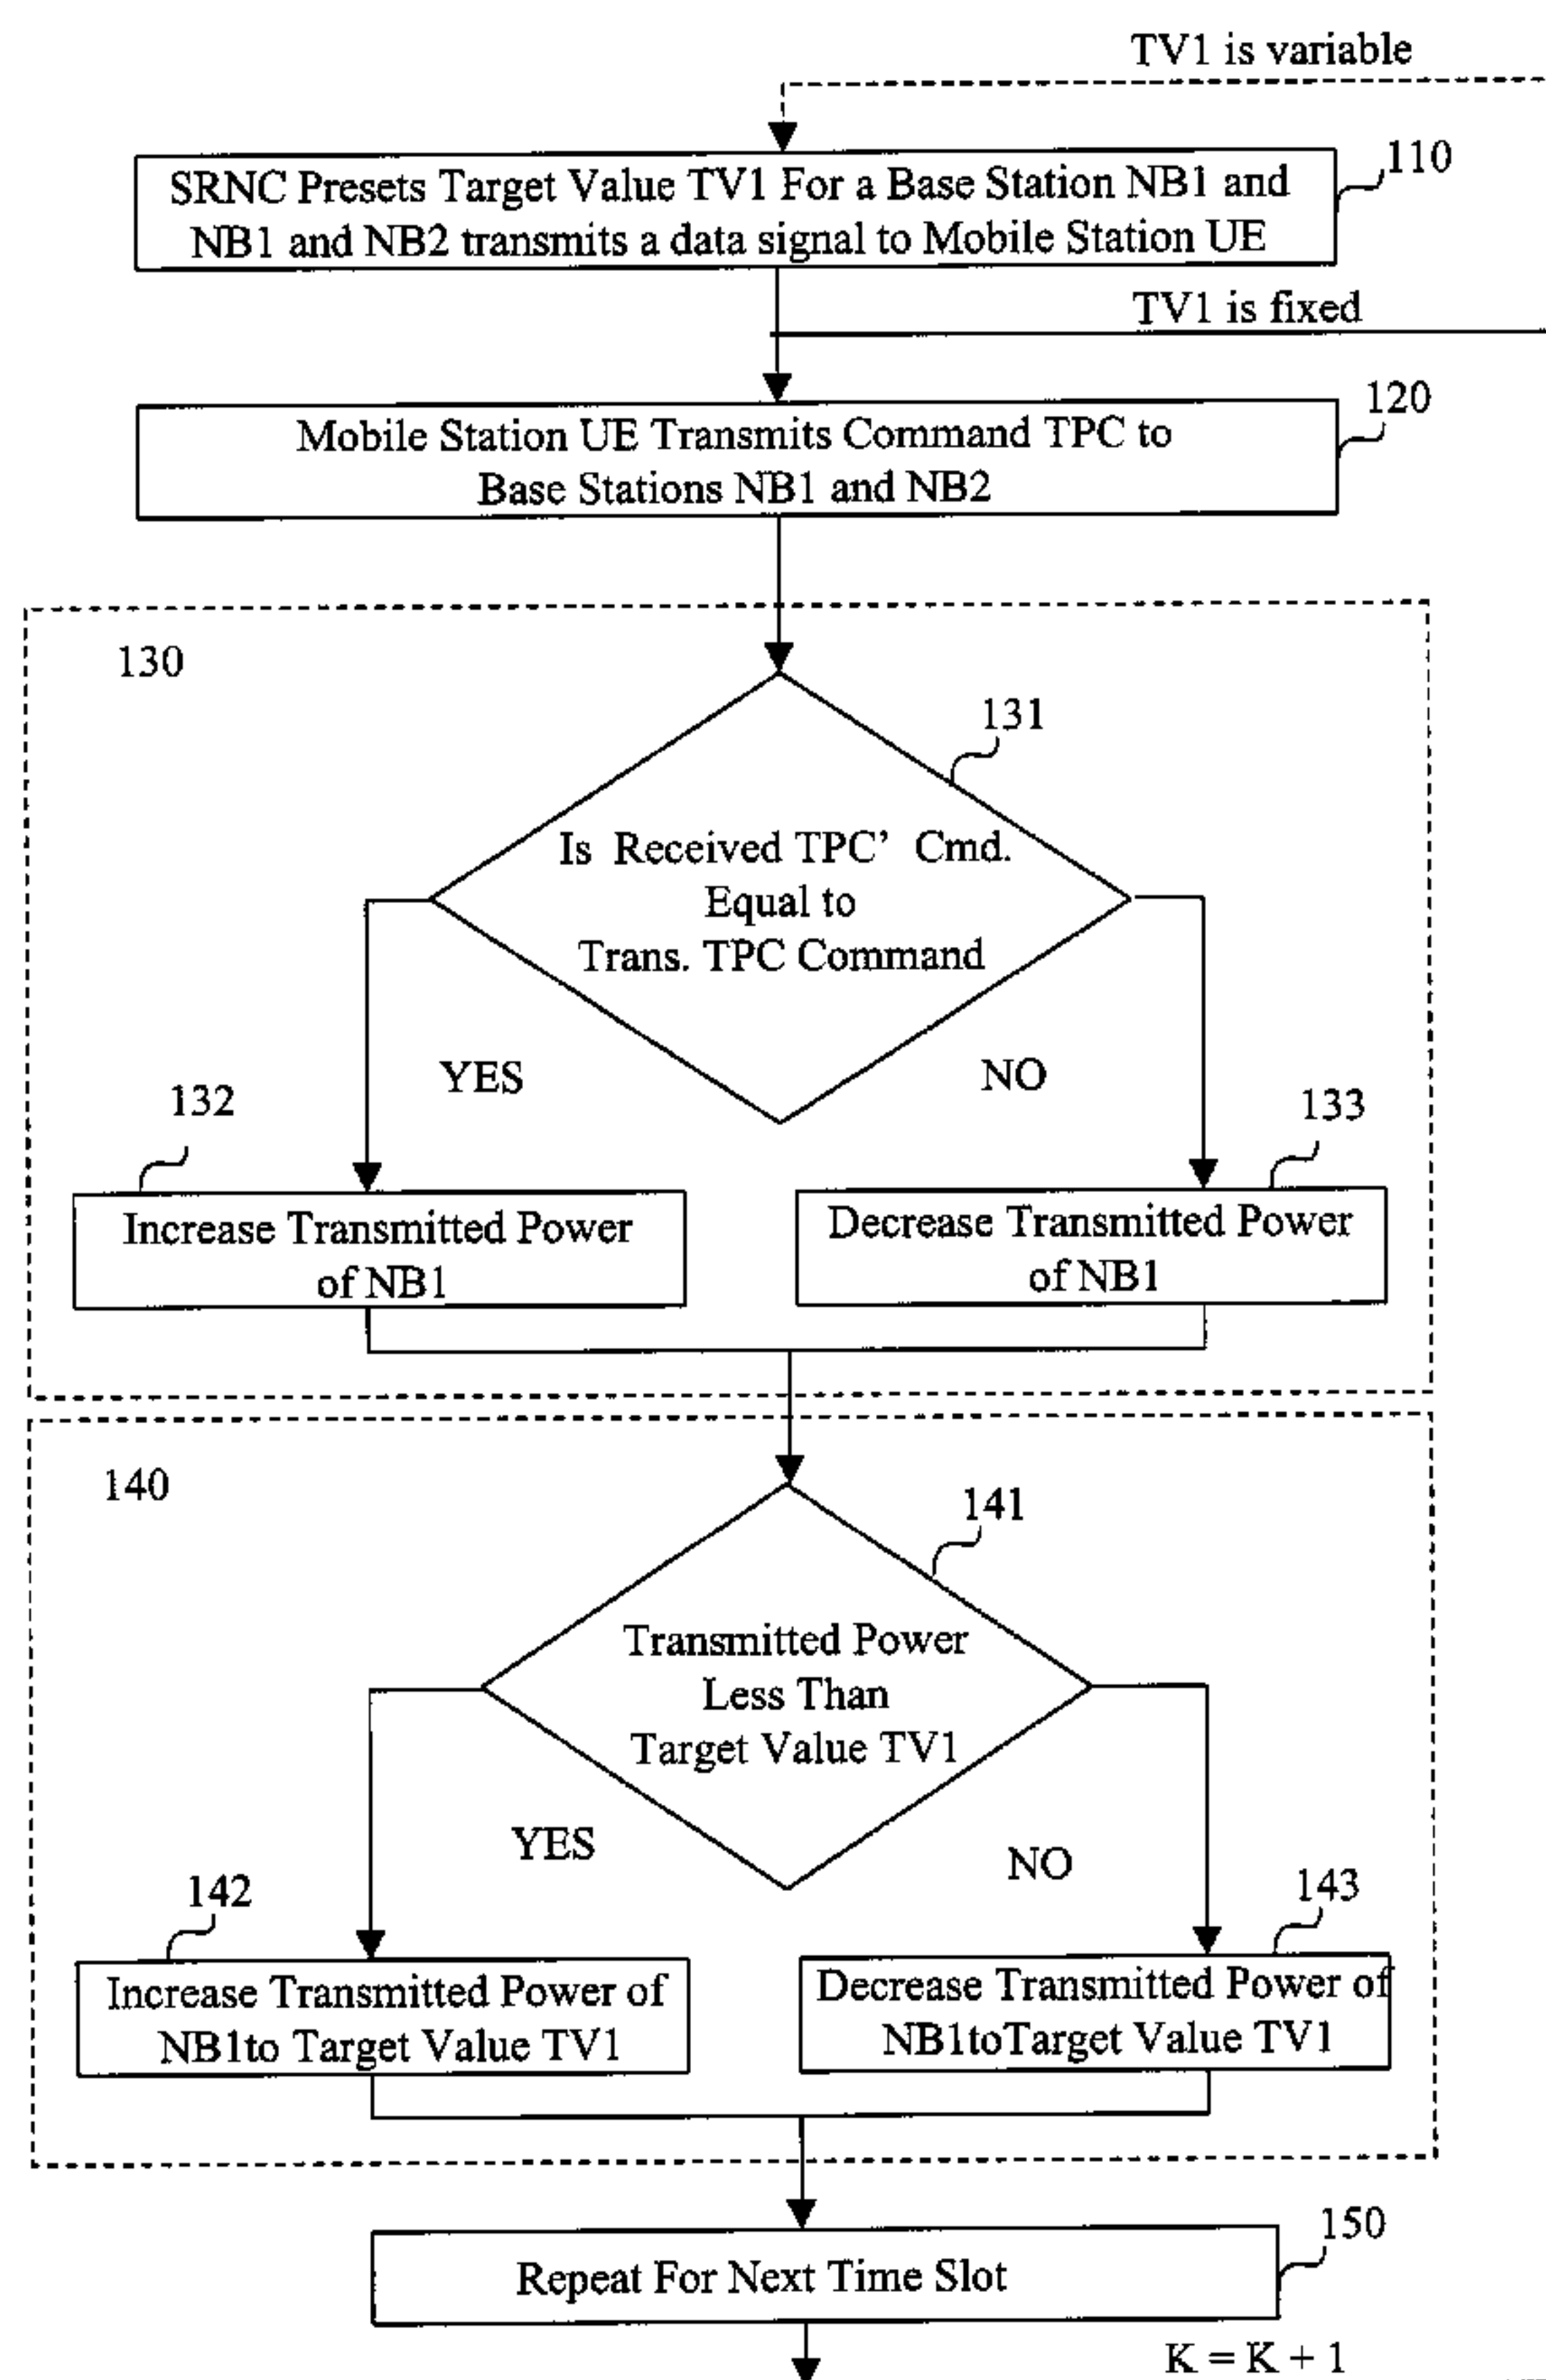 TV1 is variable
110
SRNC Presets Target Value TV1 For a Base Station NB1 and
NB1 and NB2 transmits a data signal to Mobile Station UE
TV1 is fixed
120
Mobile Station UE Transmits Command TPC to
Base Stations NB1 and NB2
130
131
Is Received TPC’ Cmd.
Equal to
Trans. TPC Command
YES
NO
132
133
Increase Transmitted Power
of NB1
Decrease Transmitted Power
of NB1
140
141
Transmitted Power
Less Than
Target Value TV1
YES
NO
142
143
Increase Transmitted Power of
NB1to Target Value TV1
Decrease Transmitted Power of
NB1toTarget Value TV1
150
Repeat For Next Time Slot
K = K + 1